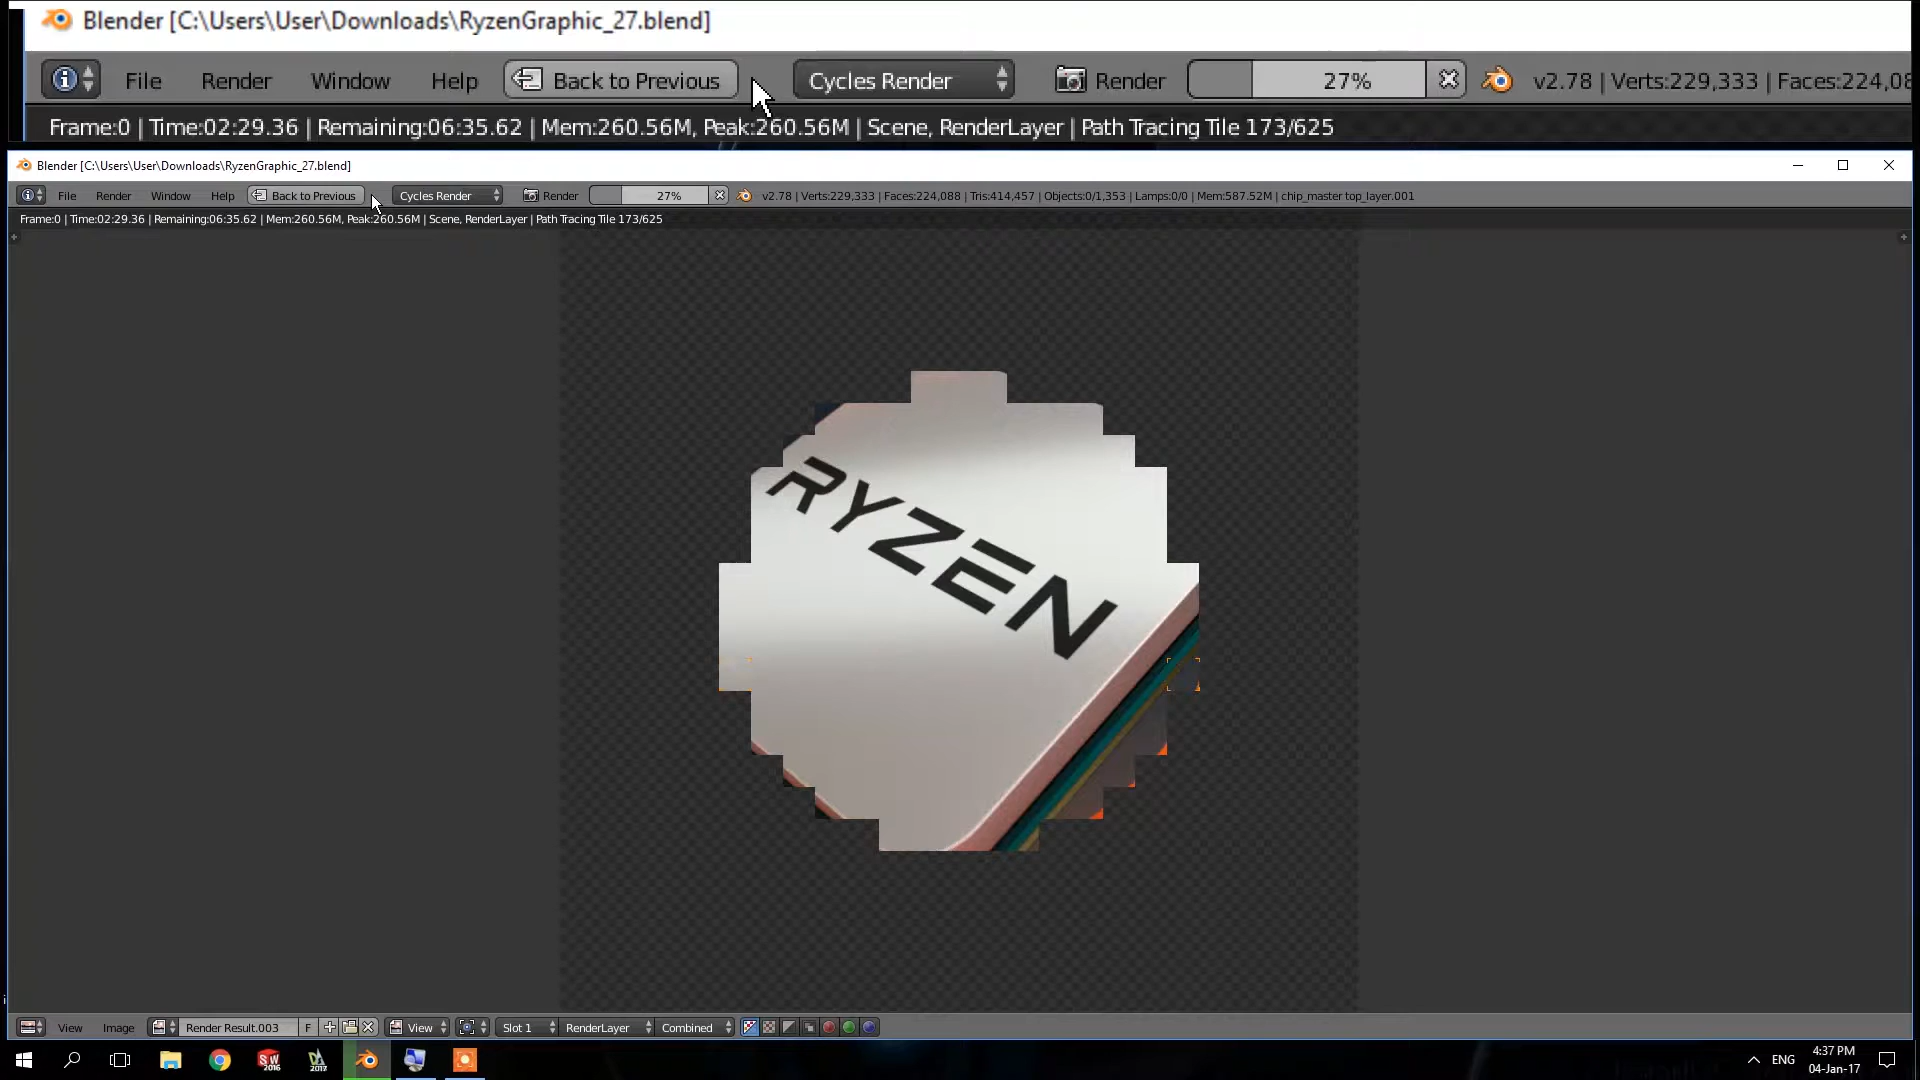 Blender [C:\Users\User\Downloads\RyzenGraphic_27.blend]
File Render Window Help Back to Previous Cycles Render Render 27% v2.78 | Verts:229,333 | Faces:224,08
Frame:0 | Time:02:29.36 | Remaining:06:35.62 | Mem:260.56M, Peak:260.56M | Scene, RenderLayer | Path Tracing Tile 173/625
Blender [C:\Users\User\Downloads\RyzenGraphic_27.blend]
File Render Window Help Back to Previous Cycles Render Render 27% v2.78 | Verts:229,333 | Faces:224,088 | Tris:414,457 | Objects:0/1,353 | Lamps:0/0 | Mem:587.52M | chip_master top_layer.001
Frame:0 | Time:02:29.36 | Remaining:06:35.62 | Mem:260.56M, Peak:260.56M | Scene, RenderLayer | Path Tracing Tile 173/625
RYZEN
View Image Render Result.003 F View Slot 1 RenderLayer Combined
SW 2016 2017 ENG 4:37 PM
04-Jan-17